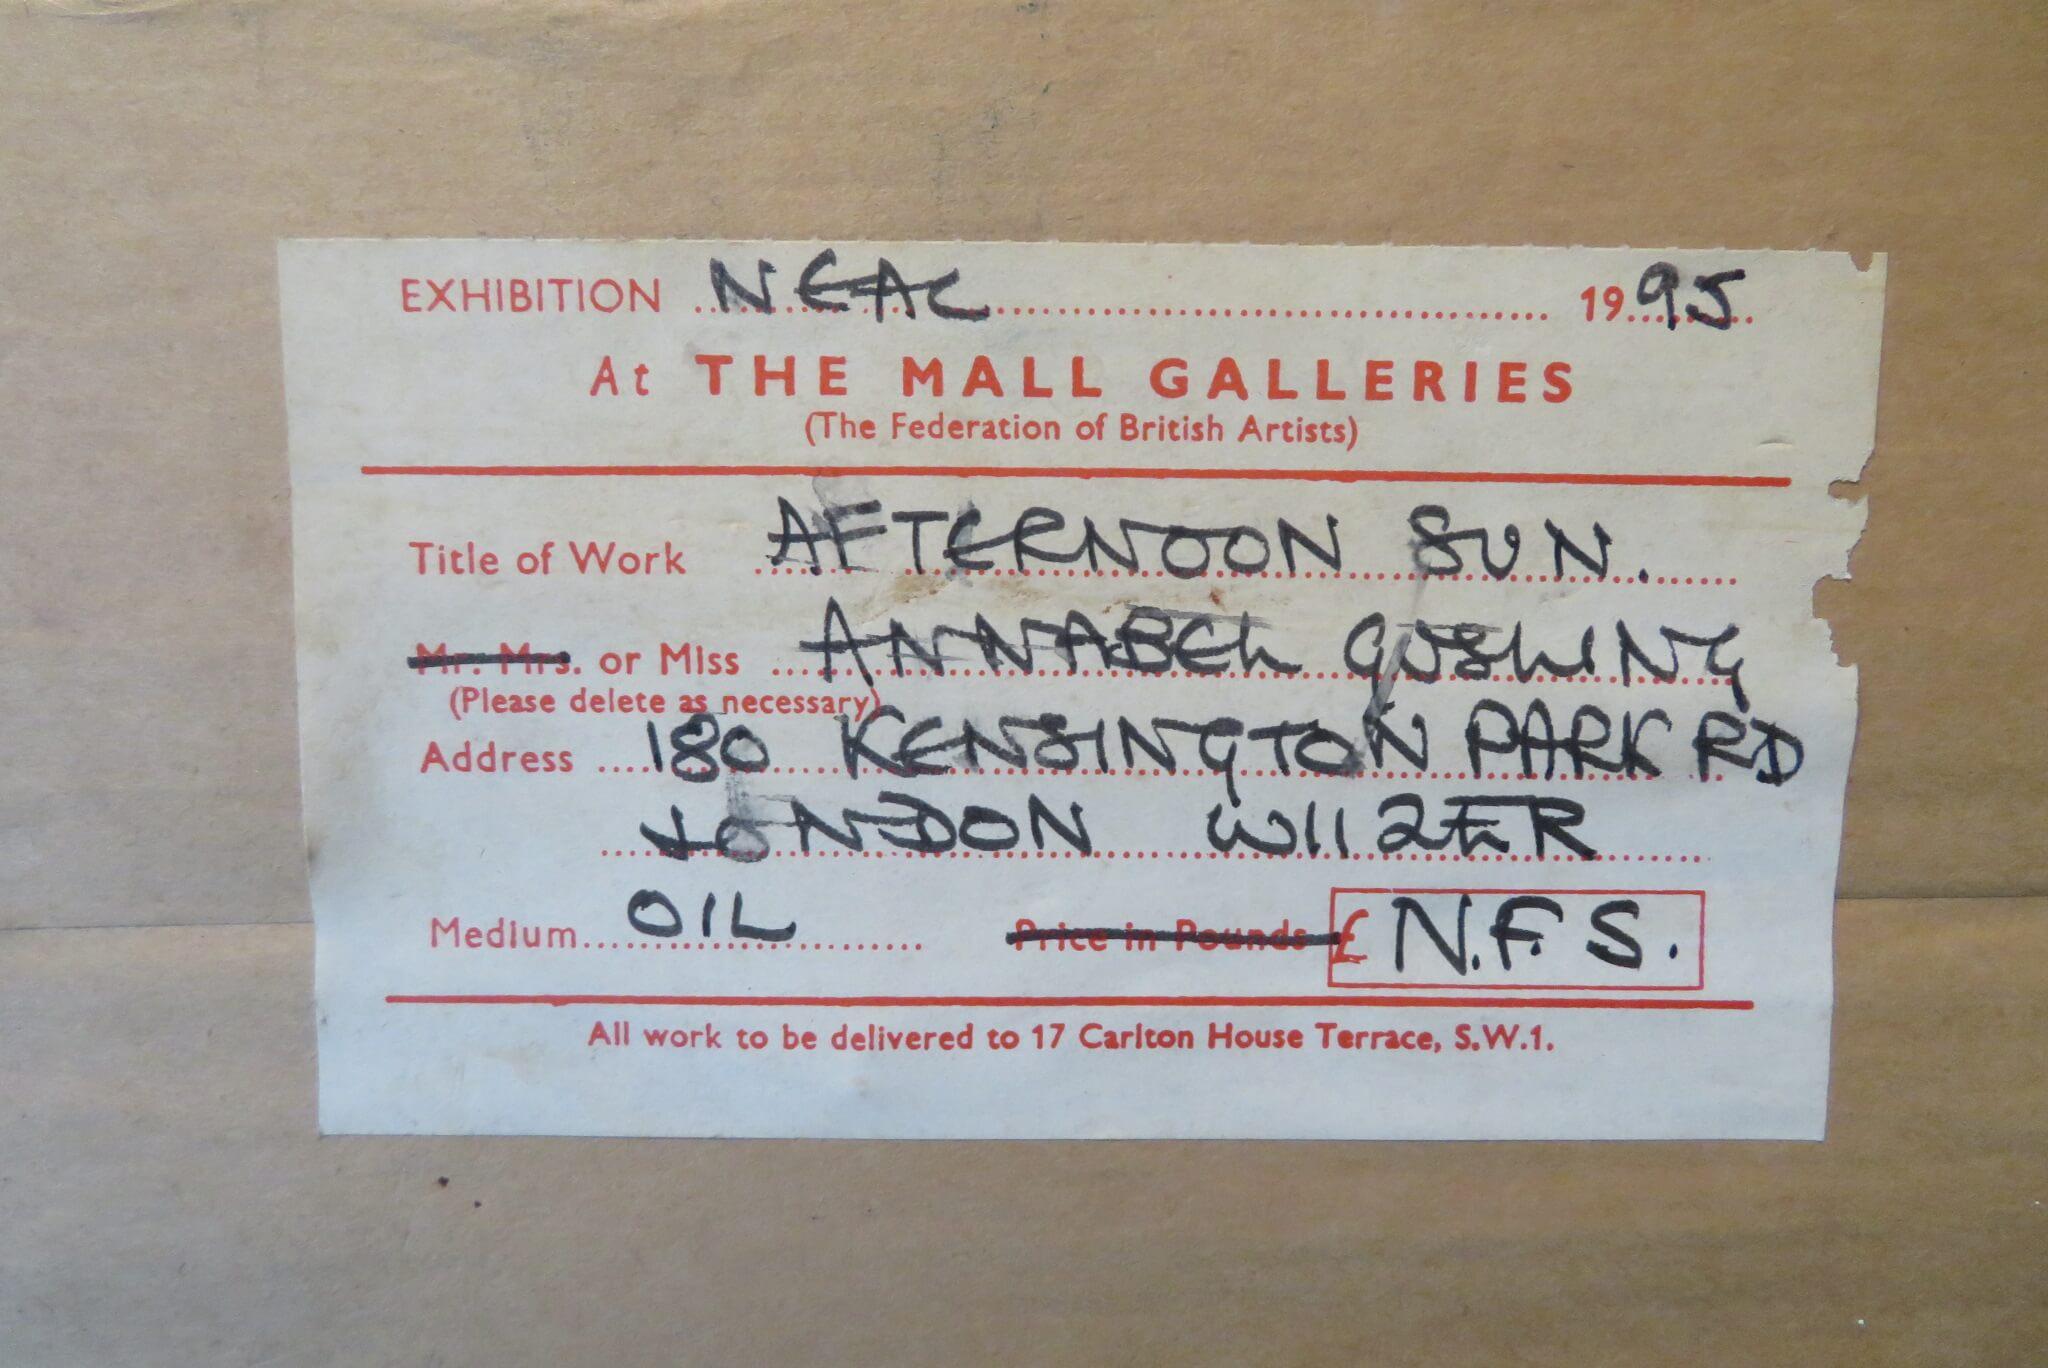 EXHIBITION NEAC 1995
At THE MALL GALLERIES
(The Federation of British Artists)
Title of Work AFTERNOON SUN.
Mr. Mrs. or Miss ANNABEL GOSLING
(Please delete as necessary)
Address 180 KENSINGTON PARK RD
LONDON W11 2ER
Medium OIL Price in Pounds £ N.F.S.
All work to be delivered to 17 Carlton House Terrace, S.W.1.